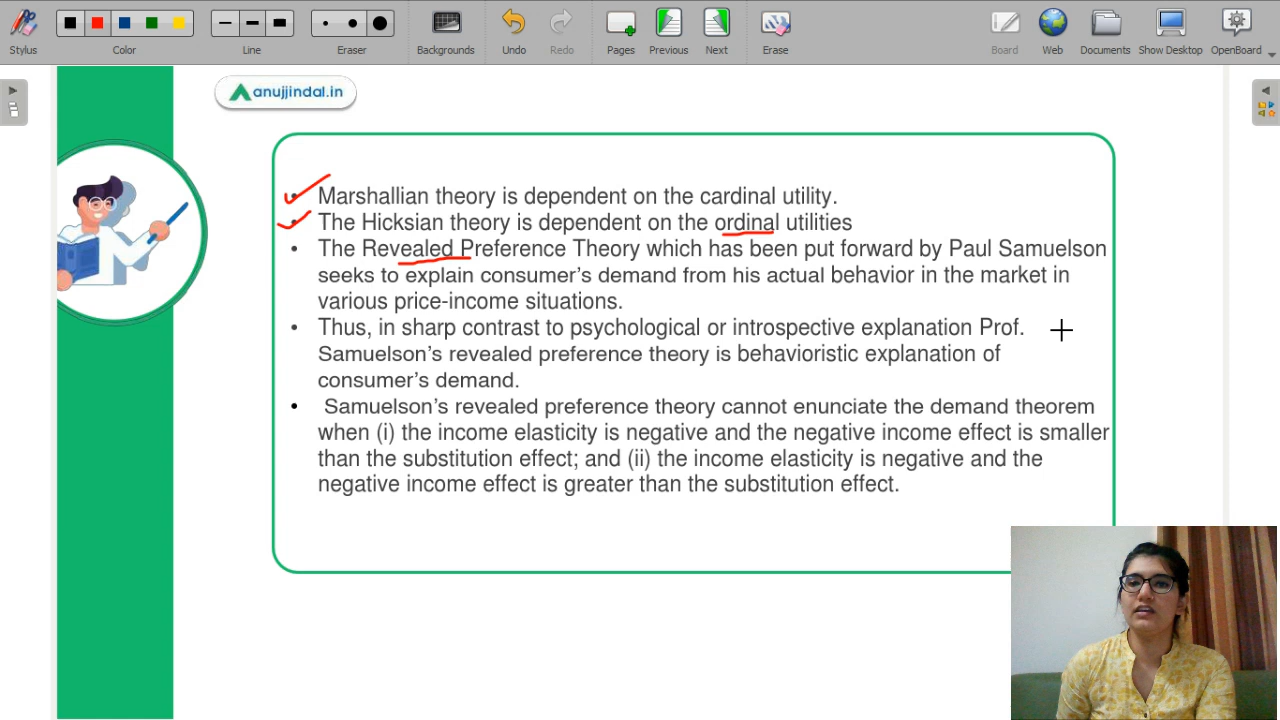 Stylus
Color
Line
Eraser
Backgrounds
Undo
Redo
Pages
Previous
Next
Erase
Board
Web
Documents
Show Desktop
OpenBoard
anujjindal.in
• Marshallian theory is dependent on the cardinal utility.
• The Hicksian theory is dependent on the ordinal utilities
• The Revealed Preference Theory which has been put forward by Paul Samuelson
seeks to explain consumer's demand from his actual behavior in the market in
various price-income situations.
• Thus, in sharp contrast to psychological or introspective explanation Prof.
Samuelson's revealed preference theory is behavioristic explanation of
consumer's demand.
• Samuelson's revealed preference theory cannot enunciate the demand theorem
when (i) the income elasticity is negative and the negative income effect is smaller
than the substitution effect; and (ii) the income elasticity is negative and the
negative income effect is greater than the substitution effect.